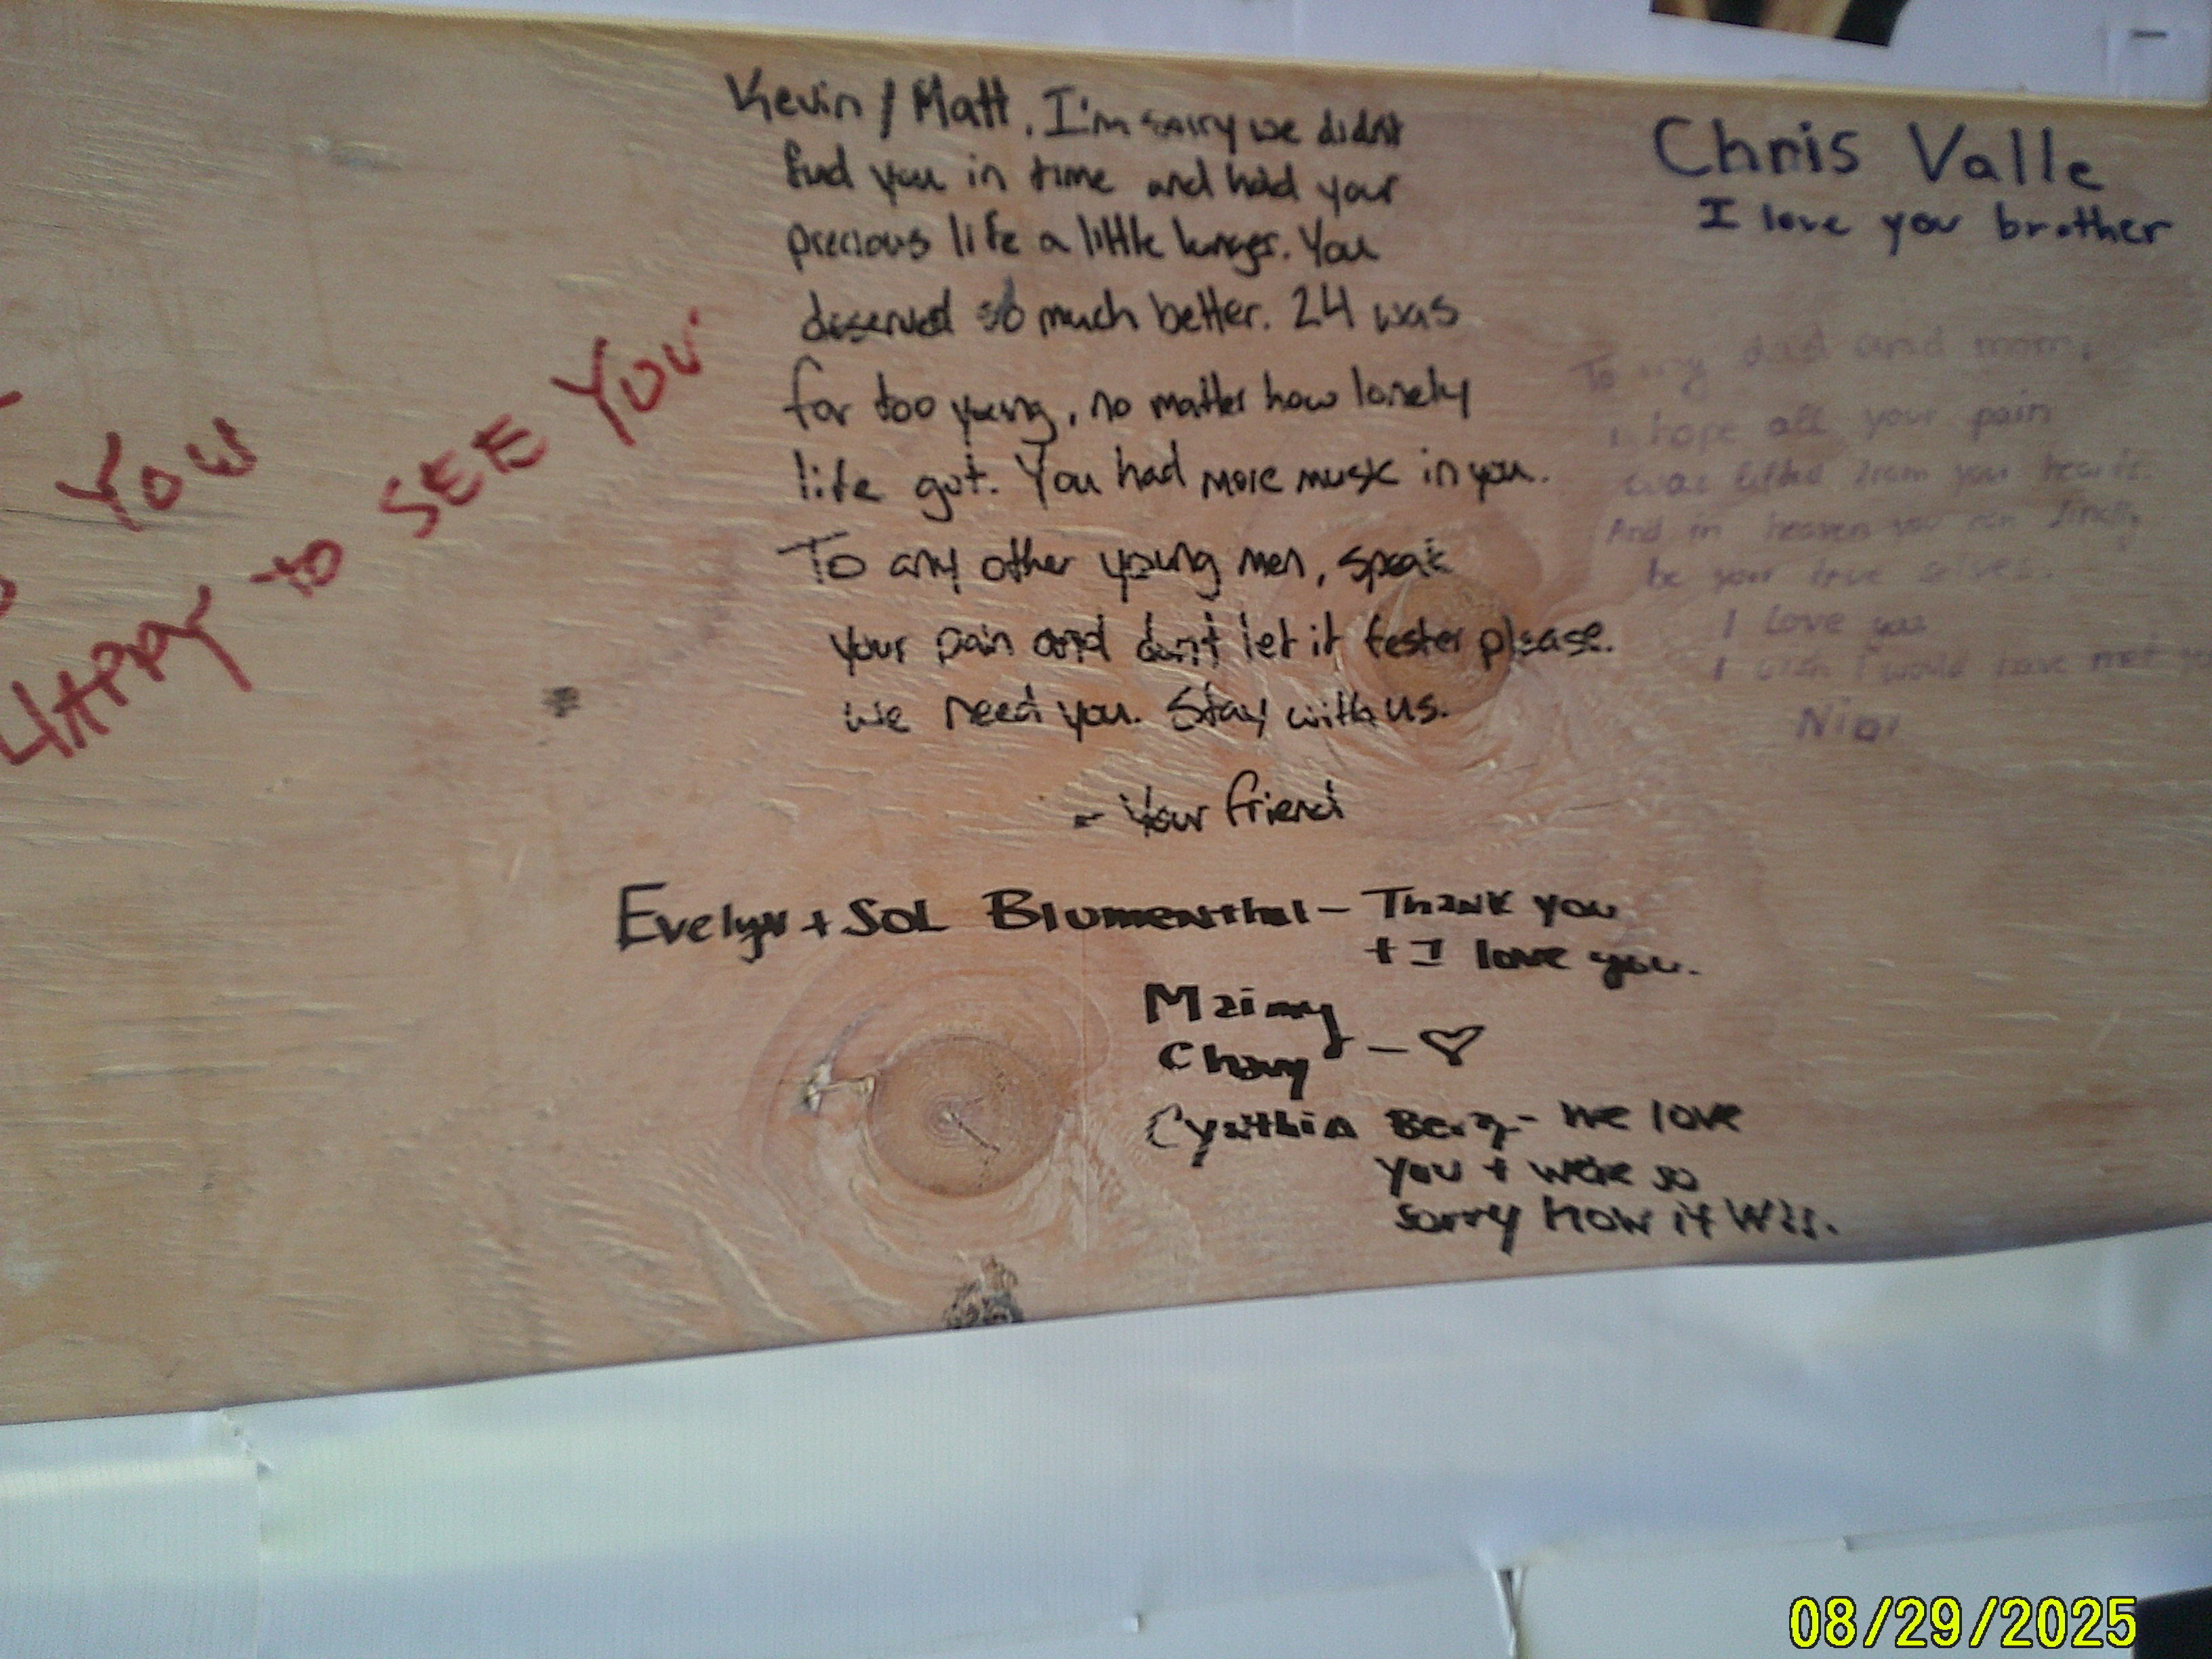 YOU
HAPPY to SEE YOU
Kevin / Matt, I'm sorry we didn't
find you in time and hold your
precious life a little longer. You
deserved so much better. 24 was
far too young, no matter how lonely
life got. You had more music in you.
To any other young men, speak
your pain and don't let it fester please.
We need you. Stay with us.
- Your friend
Chris Valle
I love you brother
To my dad and mom,
I hope all your pain
was lifted from your hearts.
And in heaven you can finally
be your true selves.
I love you
I wish I would have met you
Evelyn + SOL Blumenthal - Thank you
+ I love you.
Chany - ♡
Cynthia - We love
you + we're so
sorry how it was.
08/29/2025